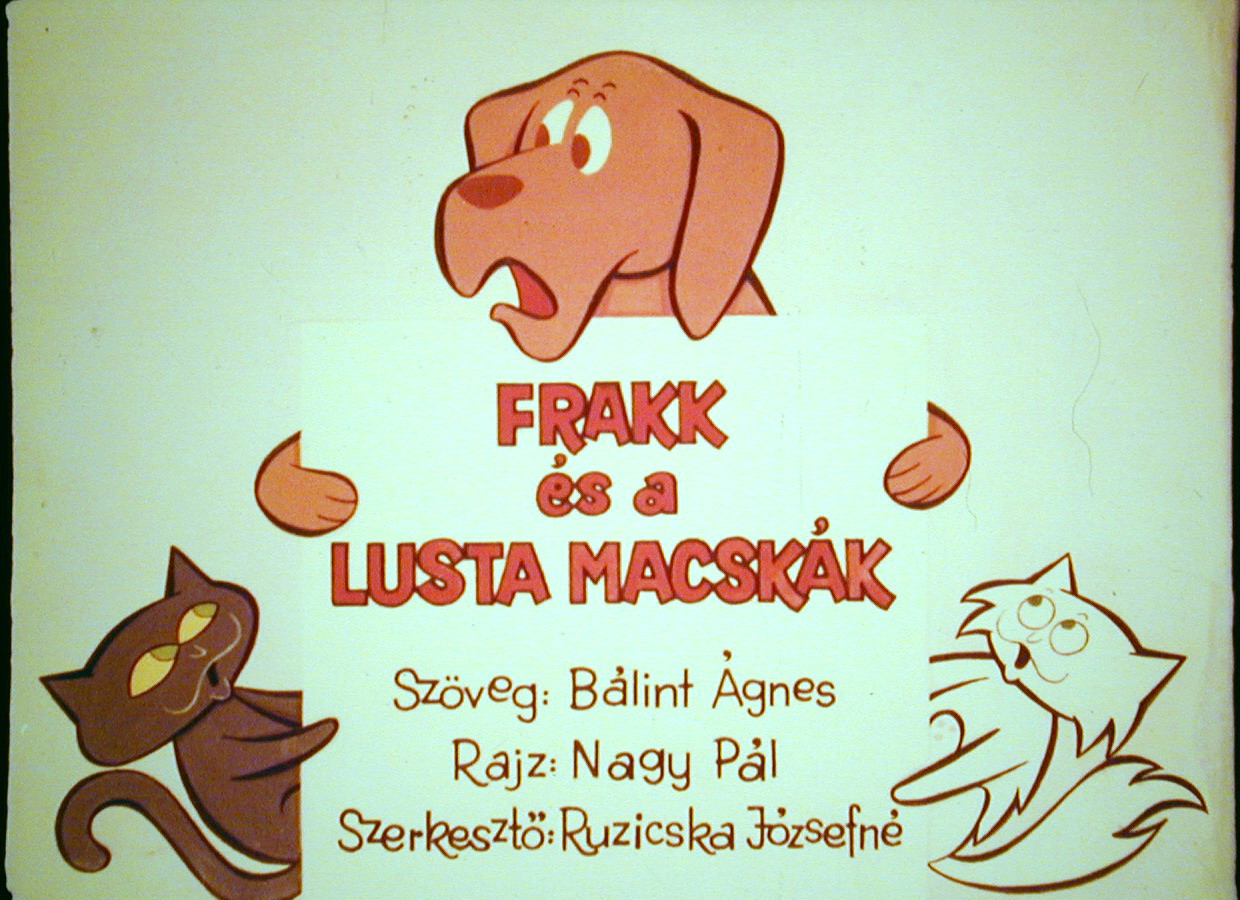 FRAKK
és a
LUSTA MACSKÁK
Szöveg: Bálint Ágnes
Rajz: Nagy Pál
Szerkesztő: Ruzicska Józsefné